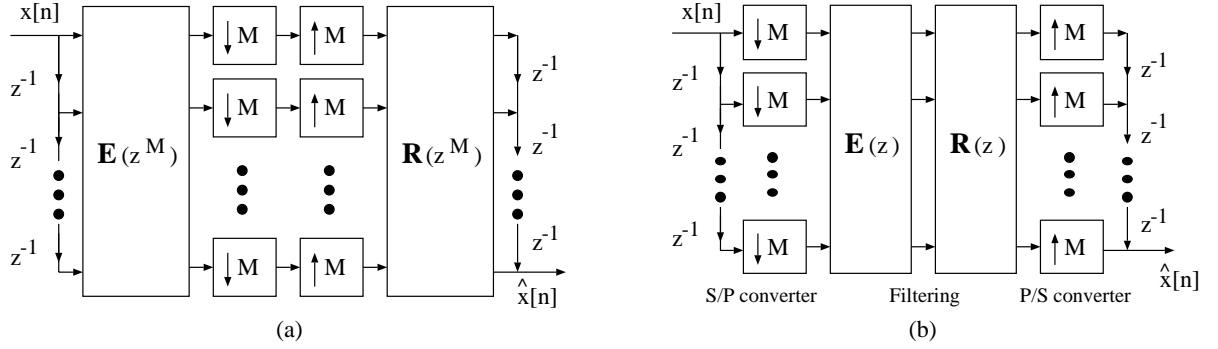 x[n]
M
M
z^-1
z^-1
M
M
E(z^M)
R(z^M)
z^-1
z^-1
z^-1
M
M
z^-1
x̂[n]
(a)
x[n]
M
M
z^-1
z^-1
M
M
E(z)
R(z)
z^-1
z^-1
z^-1
M
M
z^-1
x̂[n]
S/P converter
Filtering
P/S converter
(b)